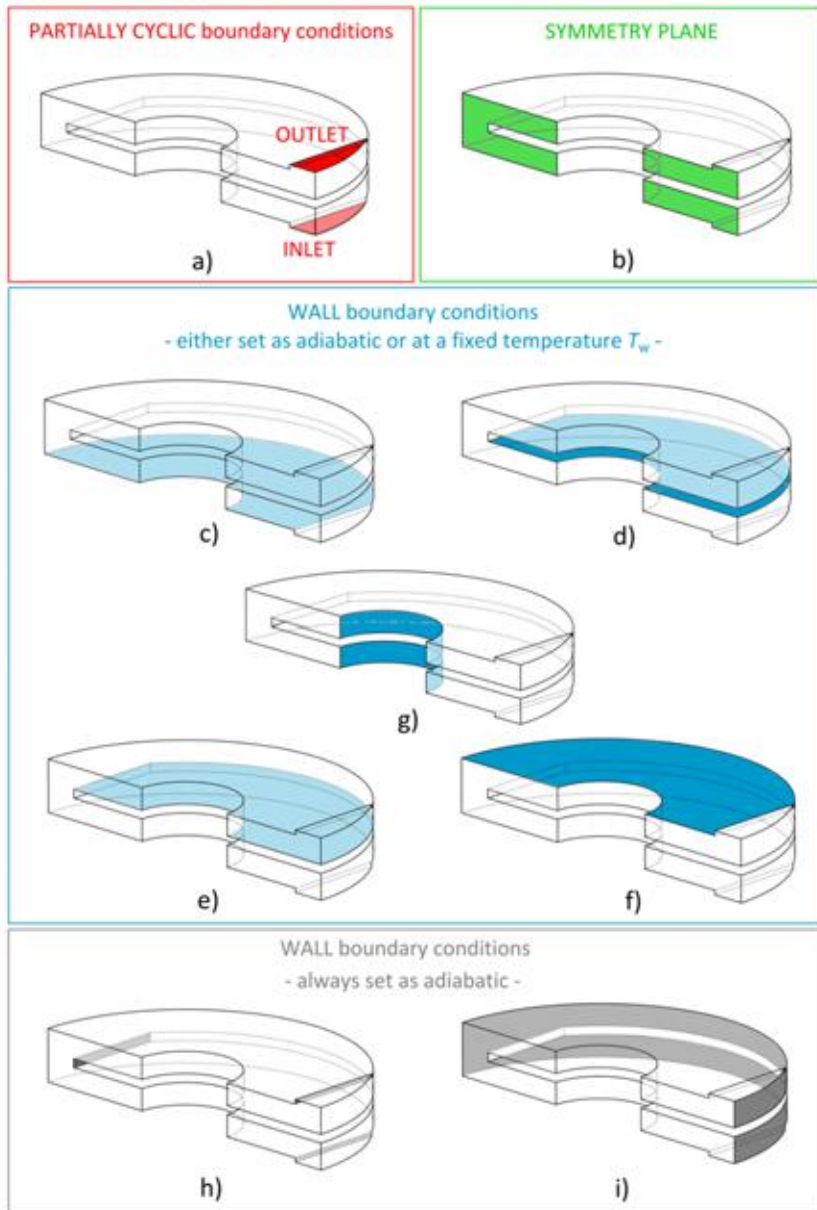 PARTIALLY CYCLIC boundary conditions
OUTLET
INLET
a)
SYMMETRY PLANE
b)
WALL boundary conditions
- either set as adiabatic or at a fixed temperature Tw -
c)
d)
g)
e)
f)
WALL boundary conditions
- always set as adiabatic -
h)
i)